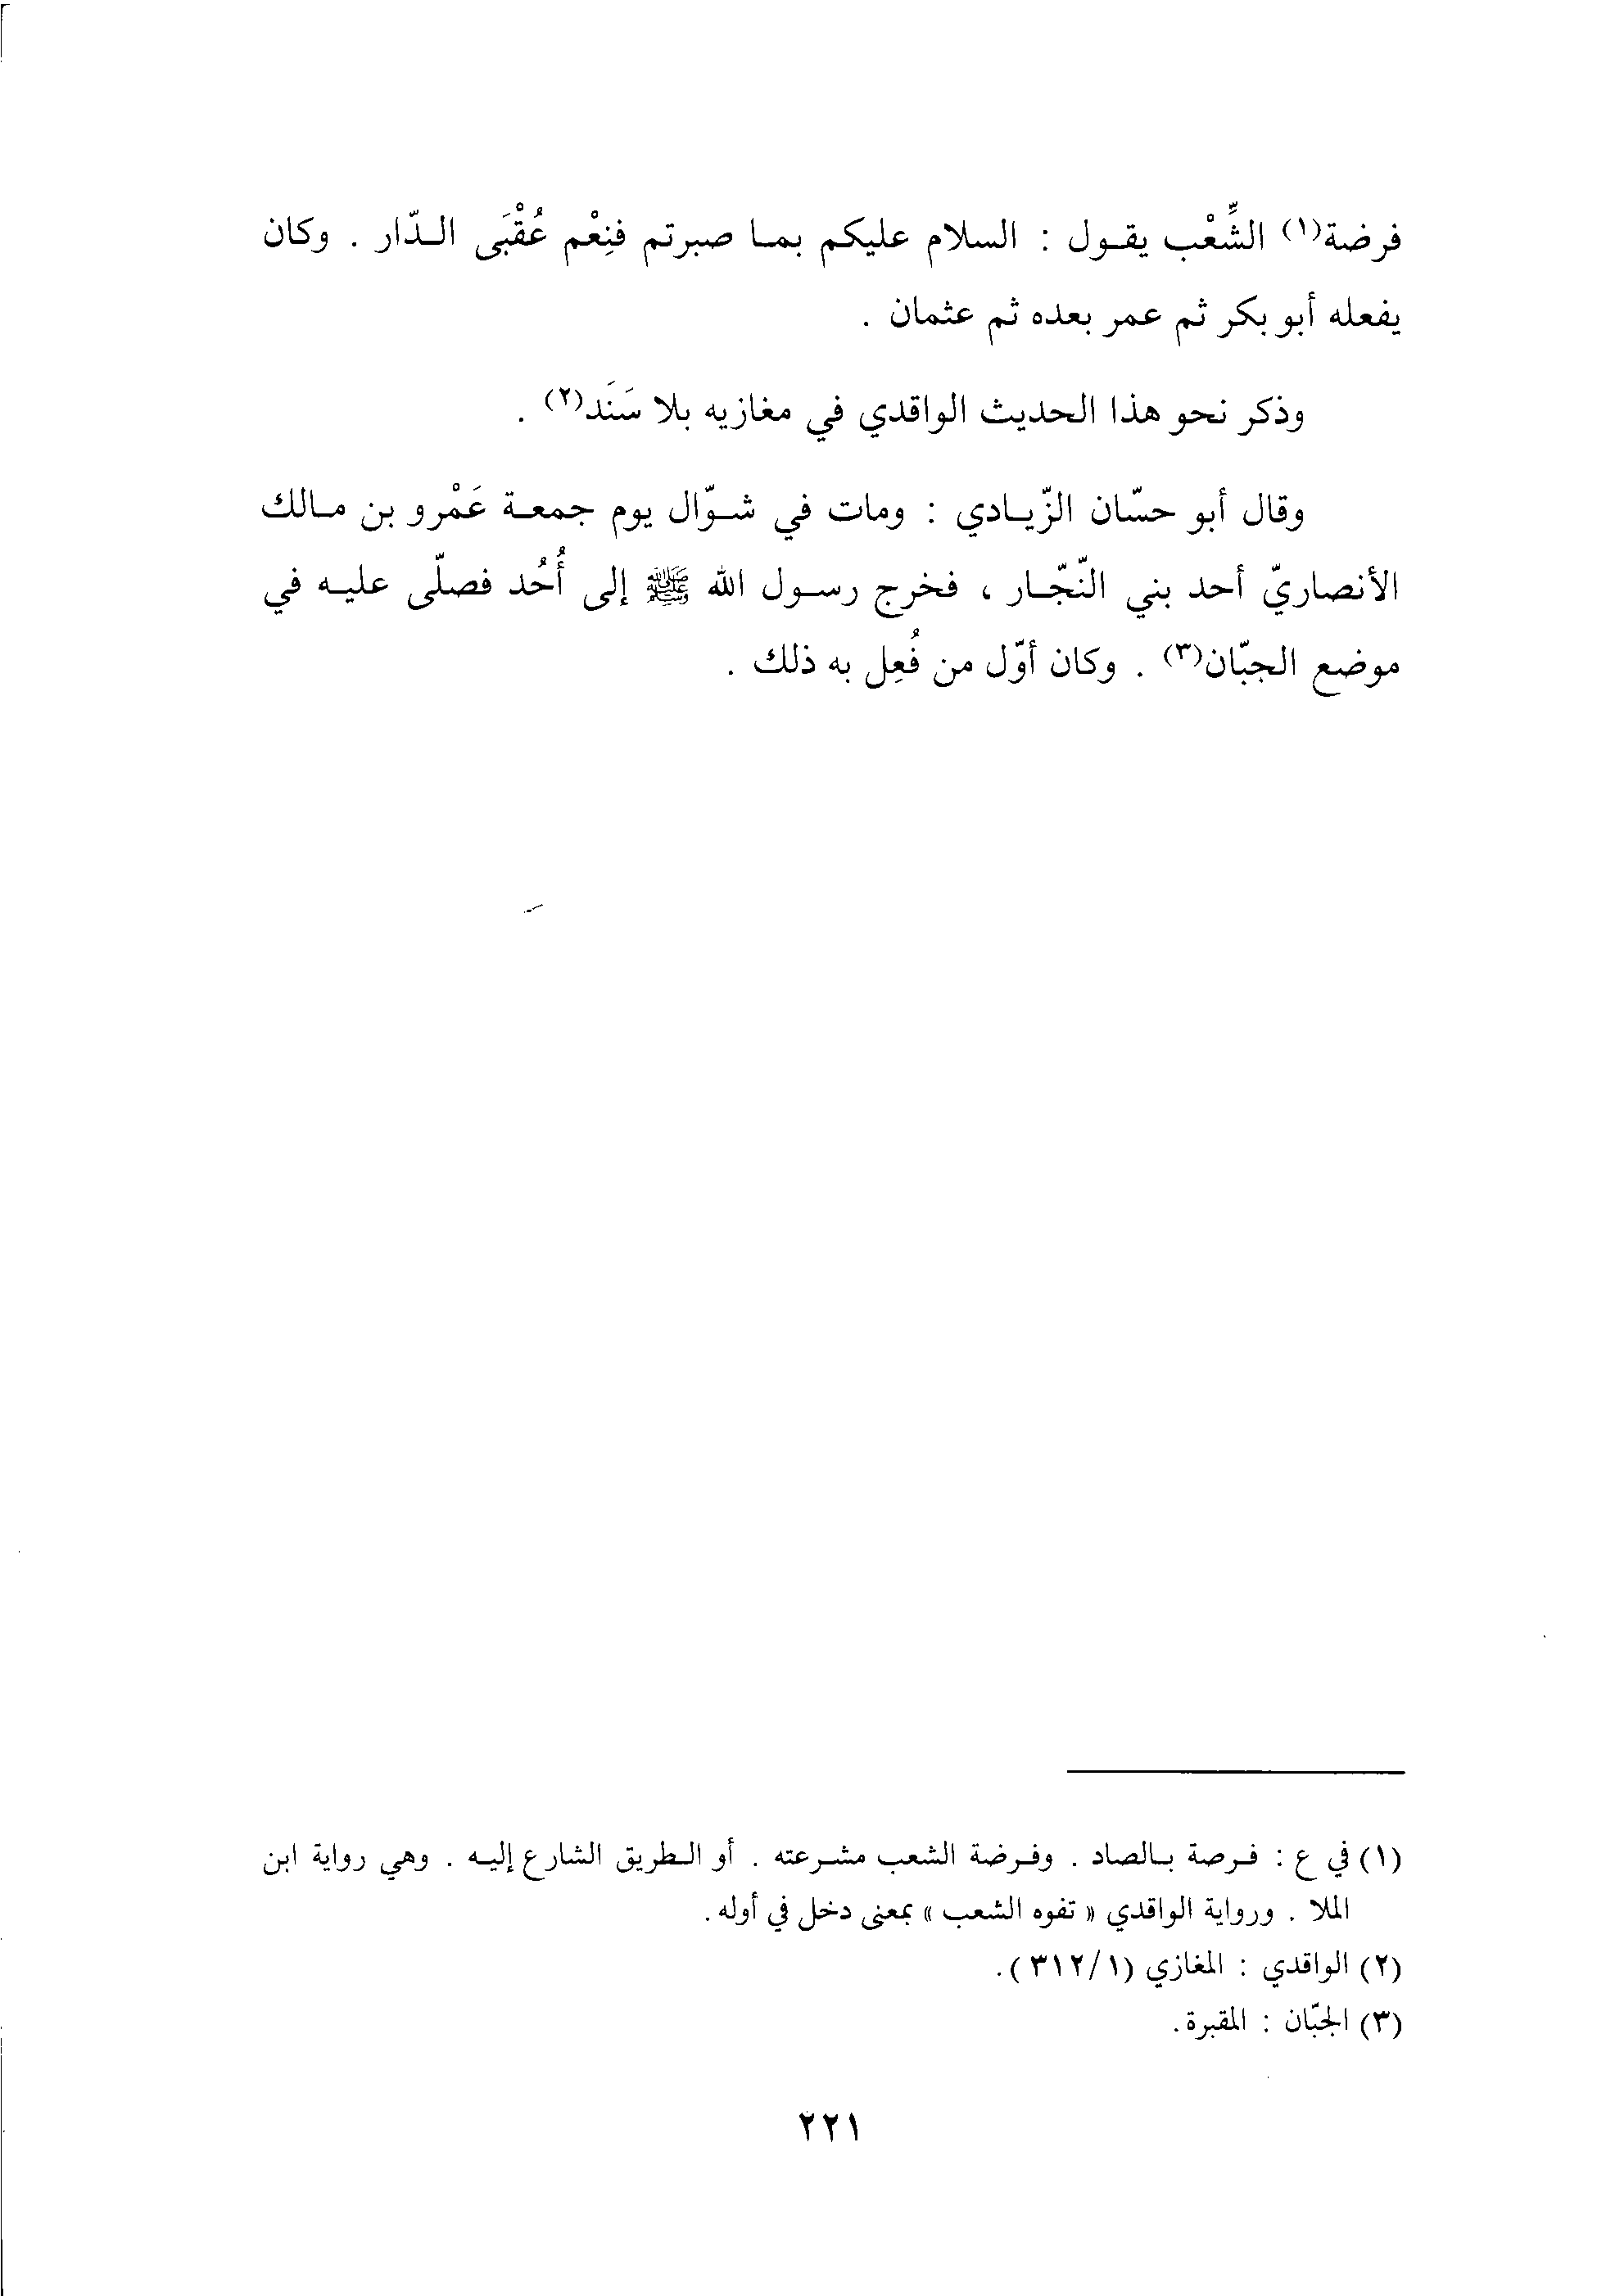 فرضة(١) الشِّعْب يقول : السلام عليكم بما صبرتم فنِعْم عُقْبَى الدّار . وكان
يفعله أبو بكر ثم عمر بعده ثم عثمان .
وذكر نحو هذا الحديث الواقدي في مغازيه بلا سَنَد(٢) .
وقال أبو حسّان الزّيادي : ومات في شوّال يوم جمعة عَمْرو بن مالك
الأنصاريّ أحد بني النّجّار ، فخرج رسول الله ﷺ إلى أُحُد فصلّى عليه في
موضع الجبّان(٣) . وكان أوّل من فُعِل به ذلك .
(١) في ع : فرصة بالصاد . وفرضة الشعب مشرعته . أو الطريق الشارع إليه . وهي رواية ابن
الملا . ورواية الواقدي « تفوه الشعب » بمعنى دخل في أوله .
(٢) الواقدي : المغازي (٣١٢/١) .
(٣) الجبّان : المقبرة .
٢٢١